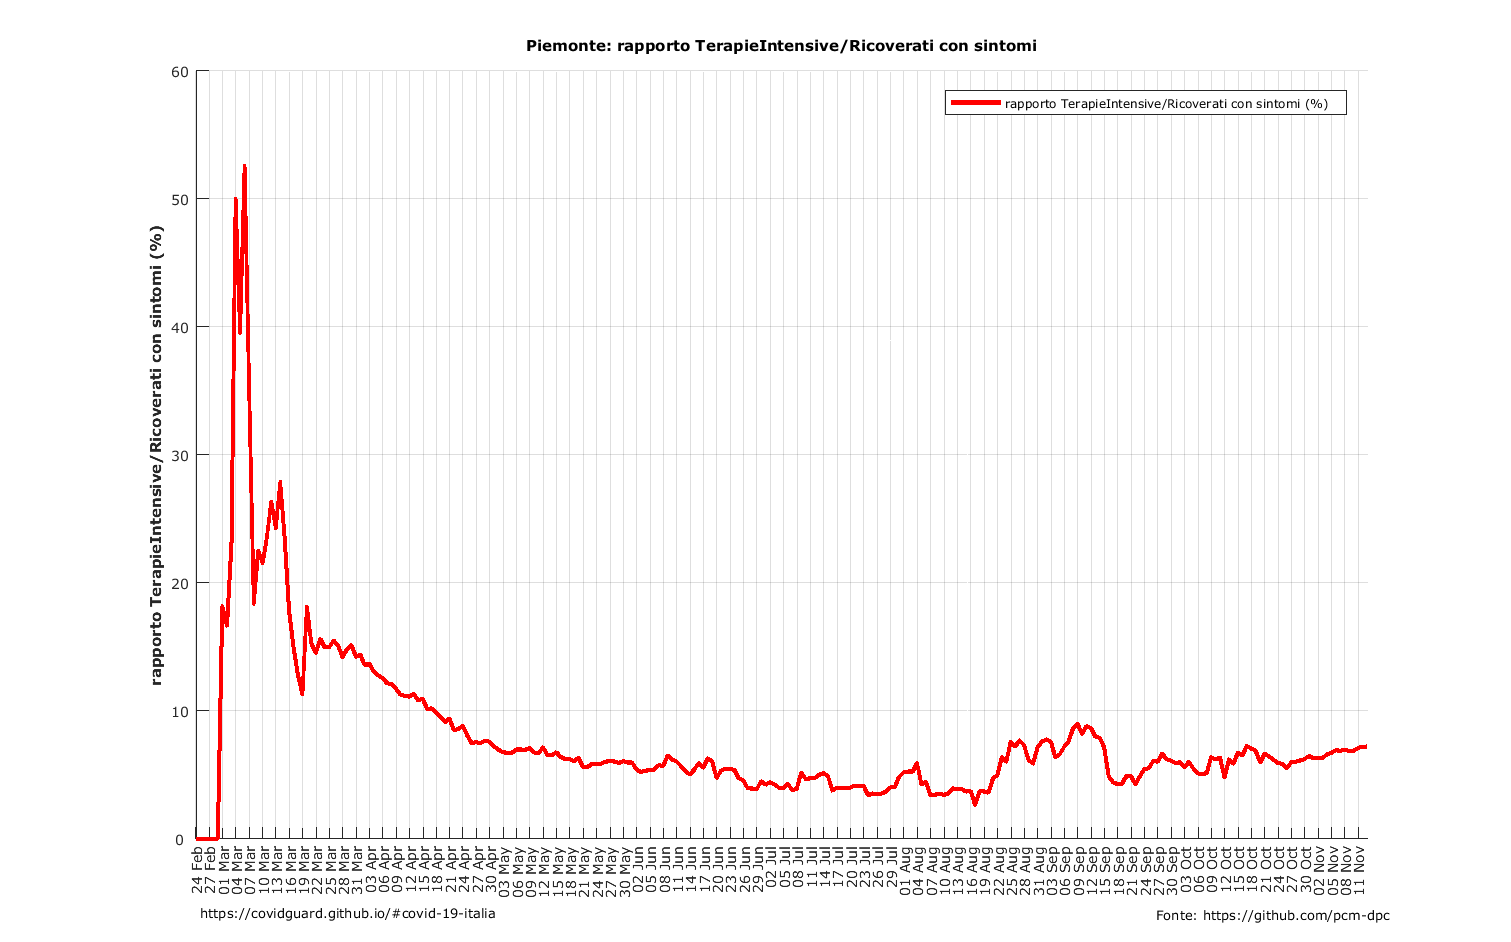 Piemonte: rapporto TerapieIntensive/Ricoverati con sintomi
rapporto TerapieIntensive/Ricoverati con sintomi (%)
rapporto TerapieIntensive/Ricoverati con sintomi (%)
60
50
40
30
20
10
0
24 Feb
27 Feb
01 Mar
04 Mar
07 Mar
10 Mar
13 Mar
16 Mar
19 Mar
22 Mar
25 Mar
28 Mar
31 Mar
03 Apr
06 Apr
09 Apr
12 Apr
15 Apr
18 Apr
21 Apr
24 Apr
27 Apr
30 Apr
03 May
06 May
09 May
12 May
15 May
18 May
21 May
24 May
27 May
30 May
02 Jun
05 Jun
08 Jun
11 Jun
14 Jun
17 Jun
20 Jun
23 Jun
26 Jun
29 Jun
02 Jul
05 Jul
08 Jul
11 Jul
14 Jul
17 Jul
20 Jul
23 Jul
26 Jul
29 Jul
01 Aug
04 Aug
07 Aug
10 Aug
13 Aug
16 Aug
19 Aug
22 Aug
25 Aug
28 Aug
31 Aug
03 Sep
06 Sep
09 Sep
12 Sep
15 Sep
18 Sep
21 Sep
24 Sep
27 Sep
30 Sep
03 Oct
06 Oct
09 Oct
12 Oct
15 Oct
18 Oct
21 Oct
24 Oct
27 Oct
30 Oct
02 Nov
05 Nov
08 Nov
11 Nov
https://covidguard.github.io/#covid-19-italia
Fonte: https://github.com/pcm-dpc